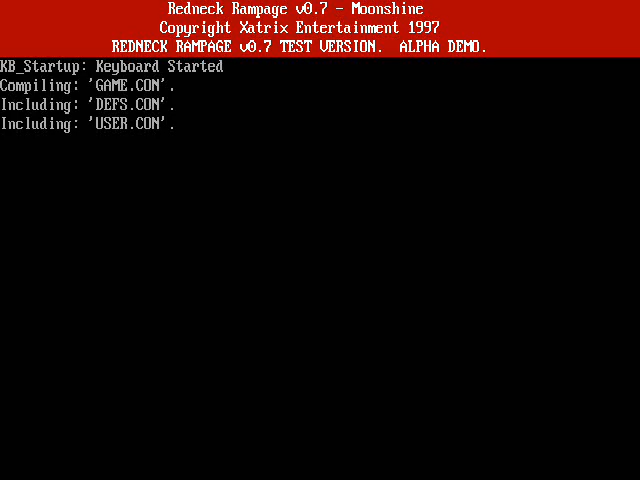 Redneck Rampage v0.7 - Moonshine
Copyright Xatrix Entertainment 1997
REDNECK RAMPAGE v0.7 TEST VERSION.  ALPHA DEMO.
KB_Startup: Keyboard Started
Compiling: 'GAME.CON'.
Including: 'DEFS.CON'.
Including: 'USER.CON'.